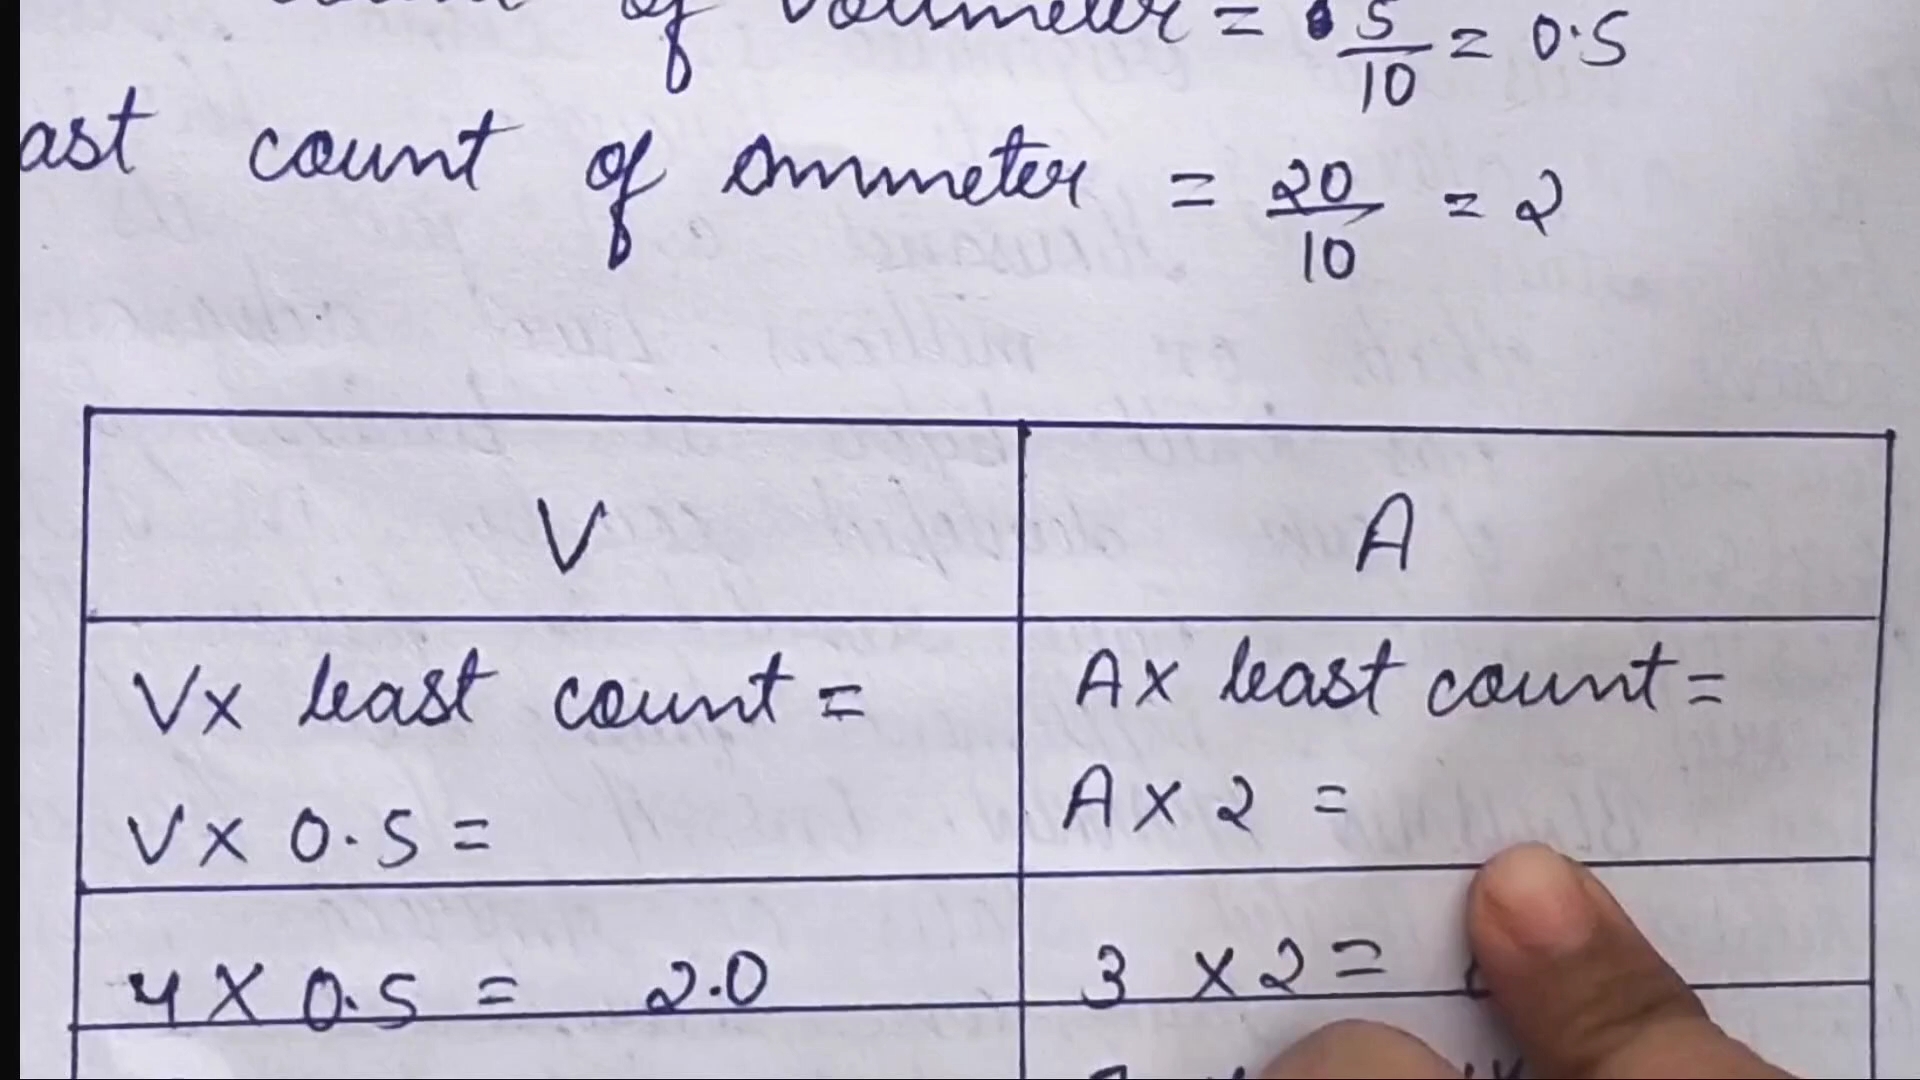 count of voltmeter = 5/10 = 0.5
ast count of ammeter = 20/10 = 2
V A
V x least count = A x least count =
V x 0.5 = A x 2 =
4 x 0.5 = 2.0 3 x 2 =